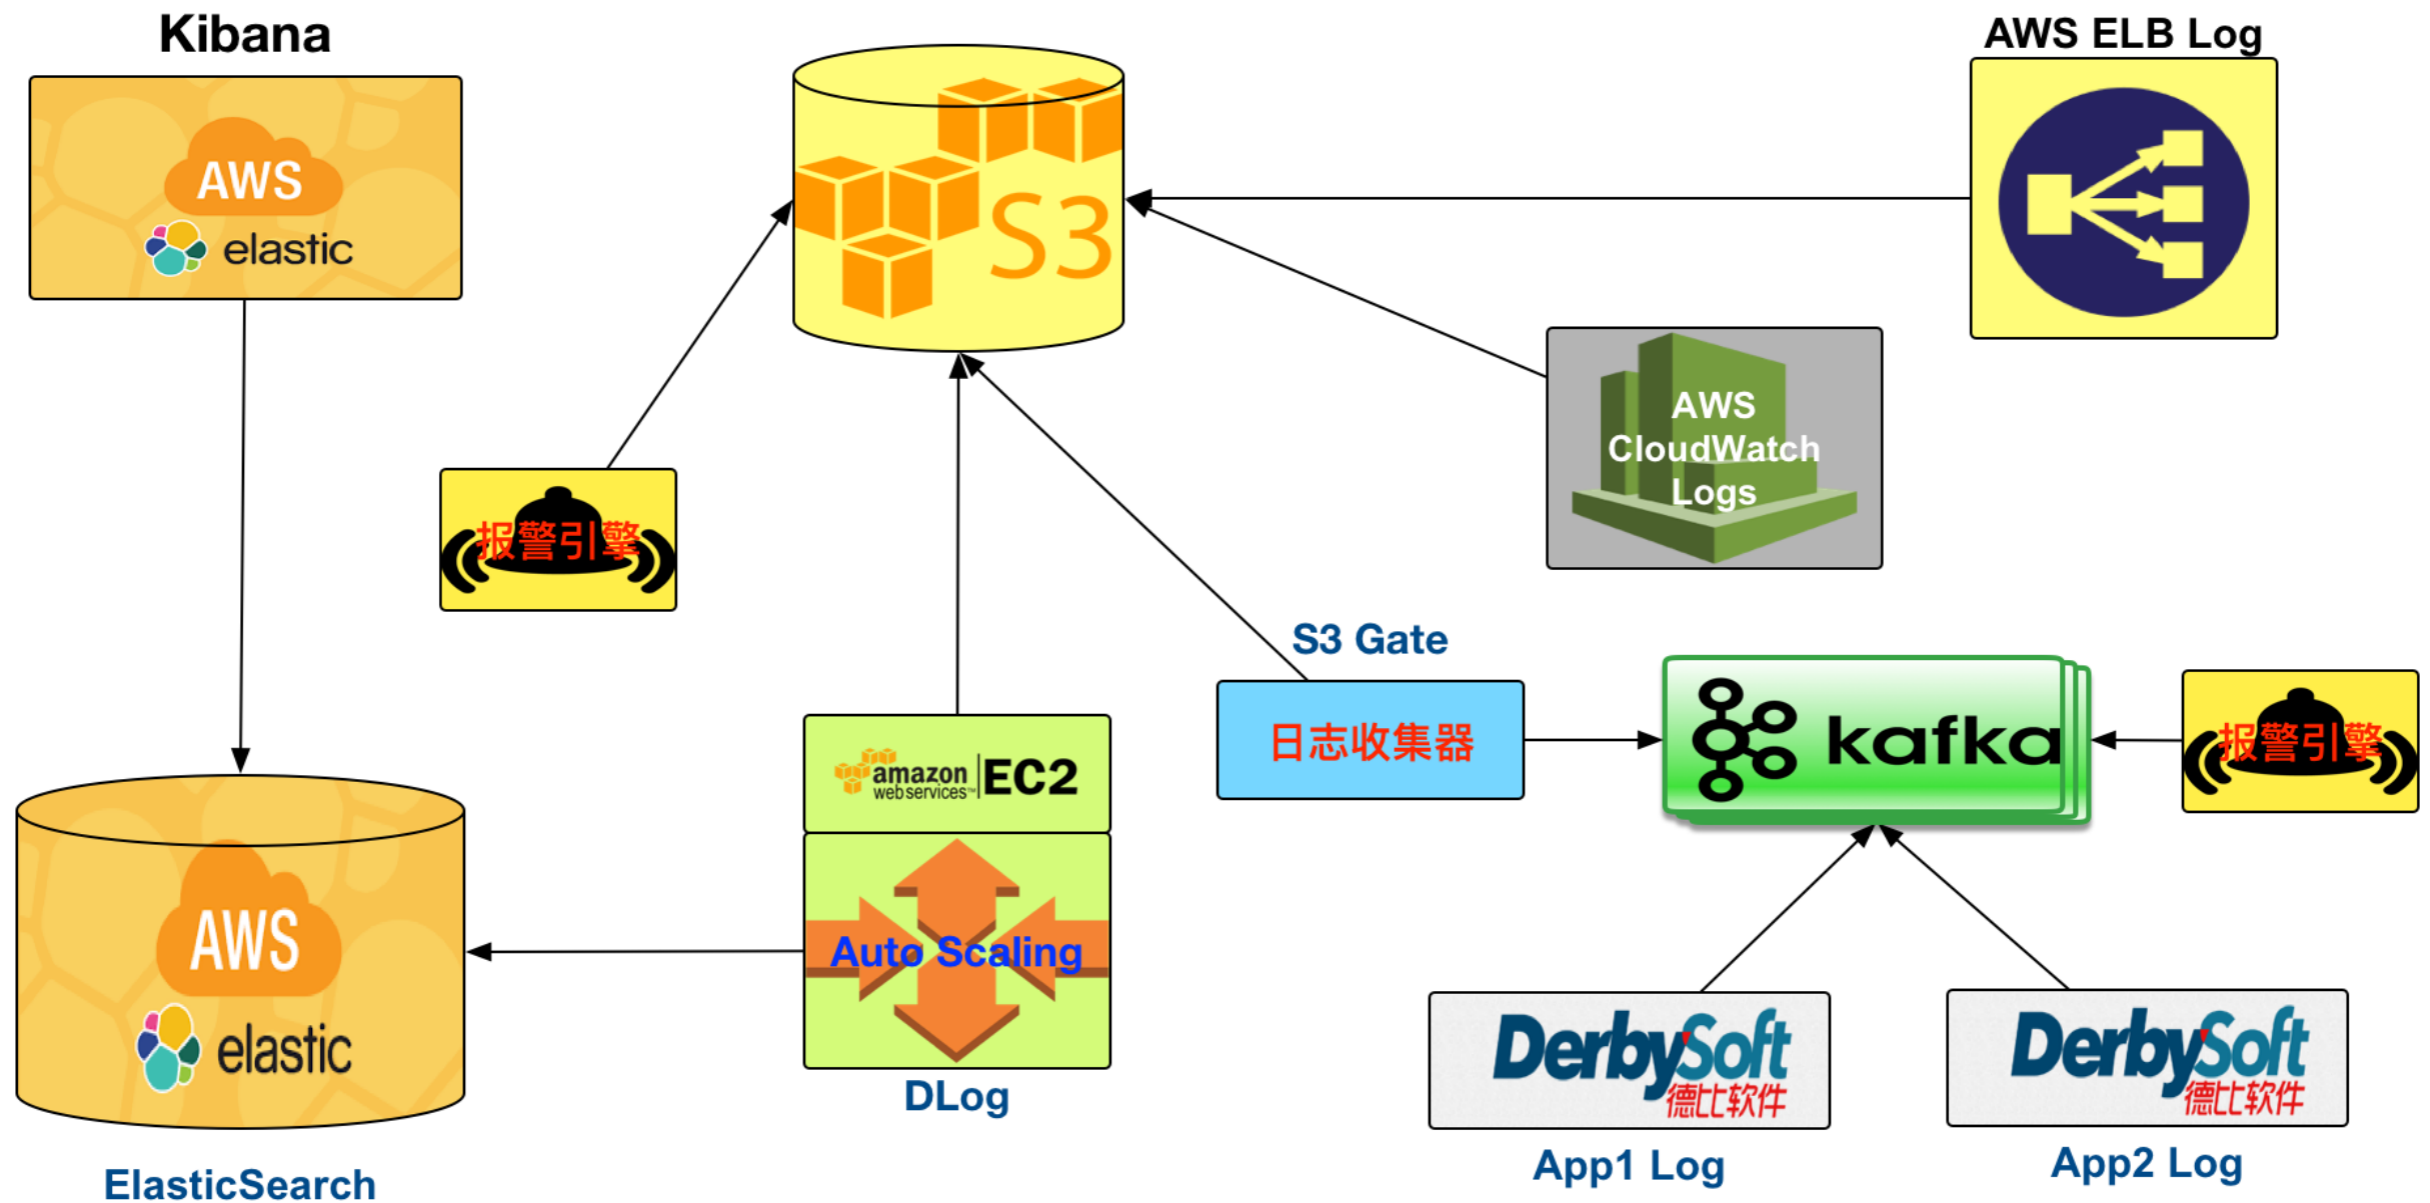 Kibana
AWS
elastic
S3
AWS ELB Log
AWS
CloudWatch
Logs
报警引擎
S3 Gate
日志收集器
kafka
报警引擎
amazon
webservices™
EC2
Auto Scaling
DLog
AWS
elastic
ElasticSearch
DerbySoft
德比软件
App1 Log
DerbySoft
德比软件
App2 Log